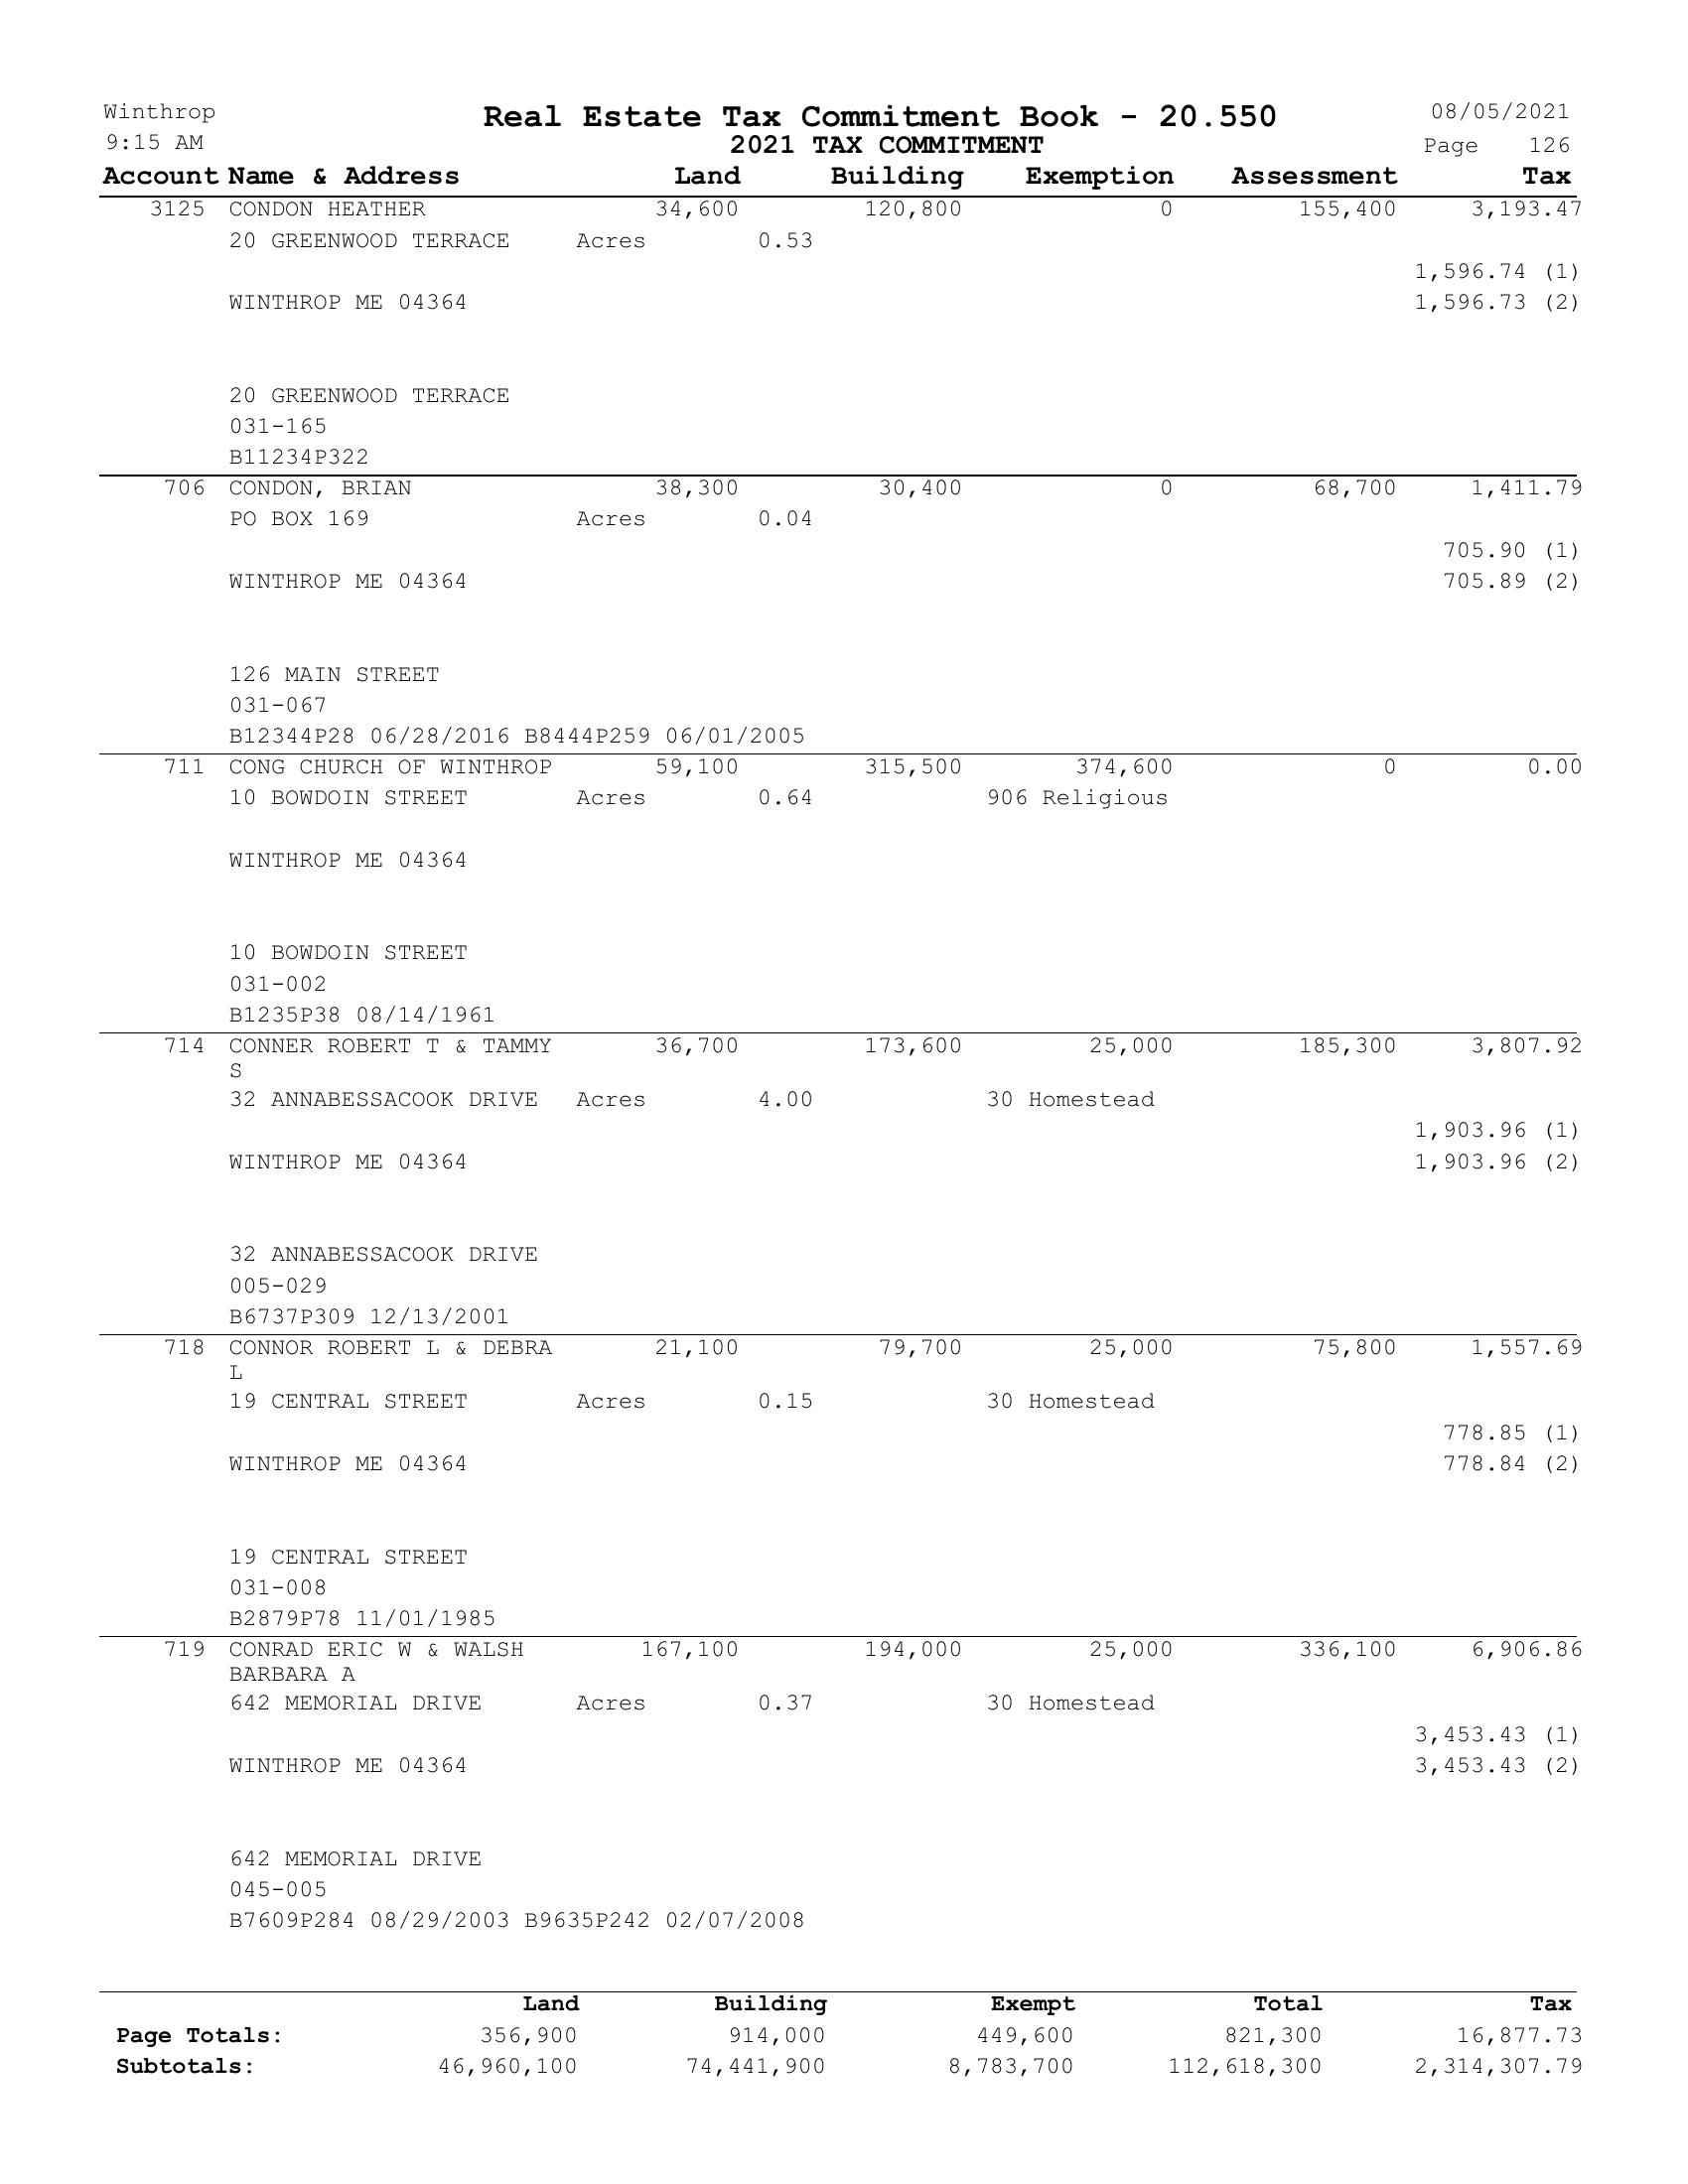 Winthrop Real Estate Tax Commitment Book - 20.550 08/05/2021
9:15 AM 2021 TAX COMMITMENT Page 126
Account Name & Address Land Building Exemption Assessment Tax
3125 CONDON HEATHER 34,600 120,800 0 155,400 3,193.47
20 GREENWOOD TERRACE Acres 0.53
1,596.74 (1)
WINTHROP ME 04364 1,596.73 (2)
20 GREENWOOD TERRACE
031-165
B11234P322
706 CONDON, BRIAN 38,300 30,400 0 68,700 1,411.79
PO BOX 169 Acres 0.04
705.90 (1)
WINTHROP ME 04364 705.89 (2)
126 MAIN STREET
031-067
B12344P28 06/28/2016 B8444P259 06/01/2005
711 CONG CHURCH OF WINTHROP 59,100 315,500 374,600 0 0.00
10 BOWDOIN STREET Acres 0.64 906 Religious
WINTHROP ME 04364
10 BOWDOIN STREET
031-002
B1235P38 08/14/1961
714 CONNER ROBERT T & TAMMY 36,700 173,600 25,000 185,300 3,807.92
S
32 ANNABESSACOOK DRIVE Acres 4.00 30 Homestead
1,903.96 (1)
WINTHROP ME 04364 1,903.96 (2)
32 ANNABESSACOOK DRIVE
005-029
B6737P309 12/13/2001
718 CONNOR ROBERT L & DEBRA 21,100 79,700 25,000 75,800 1,557.69
L
19 CENTRAL STREET Acres 0.15 30 Homestead
778.85 (1)
WINTHROP ME 04364 778.84 (2)
19 CENTRAL STREET
031-008
B2879P78 11/01/1985
719 CONRAD ERIC W & WALSH 167,100 194,000 25,000 336,100 6,906.86
BARBARA A
642 MEMORIAL DRIVE Acres 0.37 30 Homestead
3,453.43 (1)
WINTHROP ME 04364 3,453.43 (2)
642 MEMORIAL DRIVE
045-005
B7609P284 08/29/2003 B9635P242 02/07/2008
Land Building Exempt Total Tax
Page Totals: 356,900 914,000 449,600 821,300 16,877.73
Subtotals: 46,960,100 74,441,900 8,783,700 112,618,300 2,314,307.79